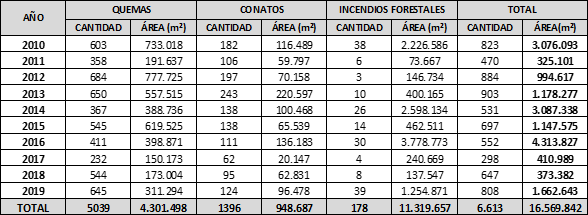 AÑO QUEMAS CONATOS INCENDIOS FORESTALES TOTAL
CANTIDAD ÁREA (m²) CANTIDAD ÁREA (m²) CANTIDAD ÁREA (m²) CANTIDAD ÁREA (m²)
2010 603 733.018 182 116.489 38 2.226.586 823 3.076.093
2011 358 191.637 106 59.797 6 73.667 470 325.101
2012 684 777.725 197 70.158 3 146.734 884 994.617
2013 650 557.515 243 220.597 10 400.165 903 1.178.277
2014 367 388.736 138 100.468 26 2.598.134 531 3.087.338
2015 545 619.525 138 65.539 14 462.511 697 1.147.575
2016 411 398.871 111 136.183 30 3.778.773 552 4.313.827
2017 232 150.173 62 20.147 4 240.669 298 410.989
2018 544 173.004 95 62.831 8 137.547 647 373.382
2019 645 311.294 124 96.478 39 1.254.871 808 1.662.643
TOTAL 5039 4.301.498 1396 948.687 178 11.319.657 6.613 16.569.842